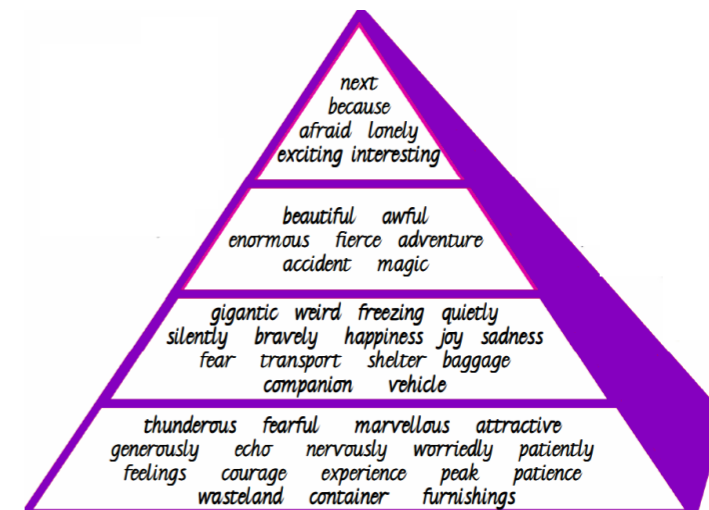 next
because
afraid lonely
exciting interesting
beautiful awful
enormous fierce adventure
accident magic
gigantic weird freezing quietly
silently bravely happiness joy sadness
fear transport shelter baggage
companion vehicle
thunderous fearful marvellous attractive
generously echo nervously worriedly patiently
feelings courage experience peak patience
wasteland container furnishings